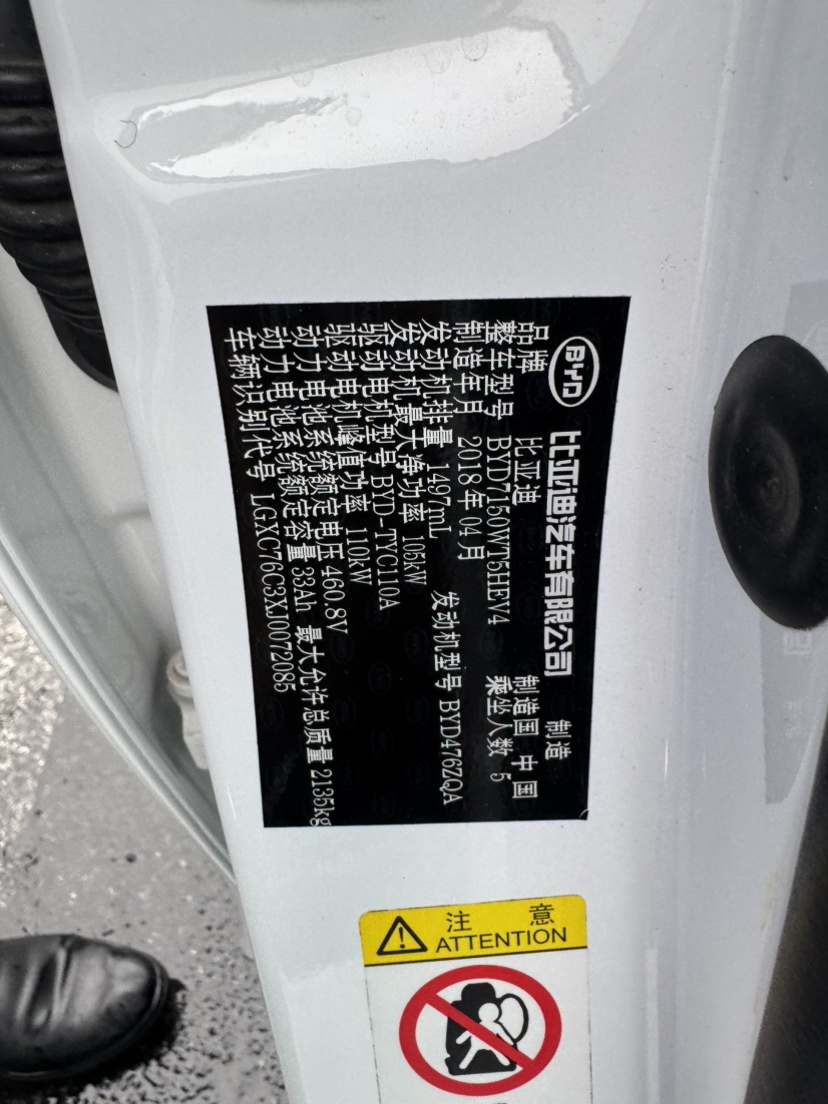 BYD 比亚迪汽车有限公司 制造
品牌 比亚迪 制造国 中国
整车型号 BYD7150WT5HEV4 乘坐人数 5
制造年月 2018年04月
发动机排量 1497mL 发动机型号 BYD476ZQA
发动机最大净功率 105kW
驱动电机型号 BYD-TYC110A
驱动电机峰值功率 110kW
动力电池系统额定电压 460.8V
动力电池系统额定容量 33Ah 最大允许总质量 2135kg
车辆识别代号 LGXC76C3XJ0072085
注意
ATTENTION